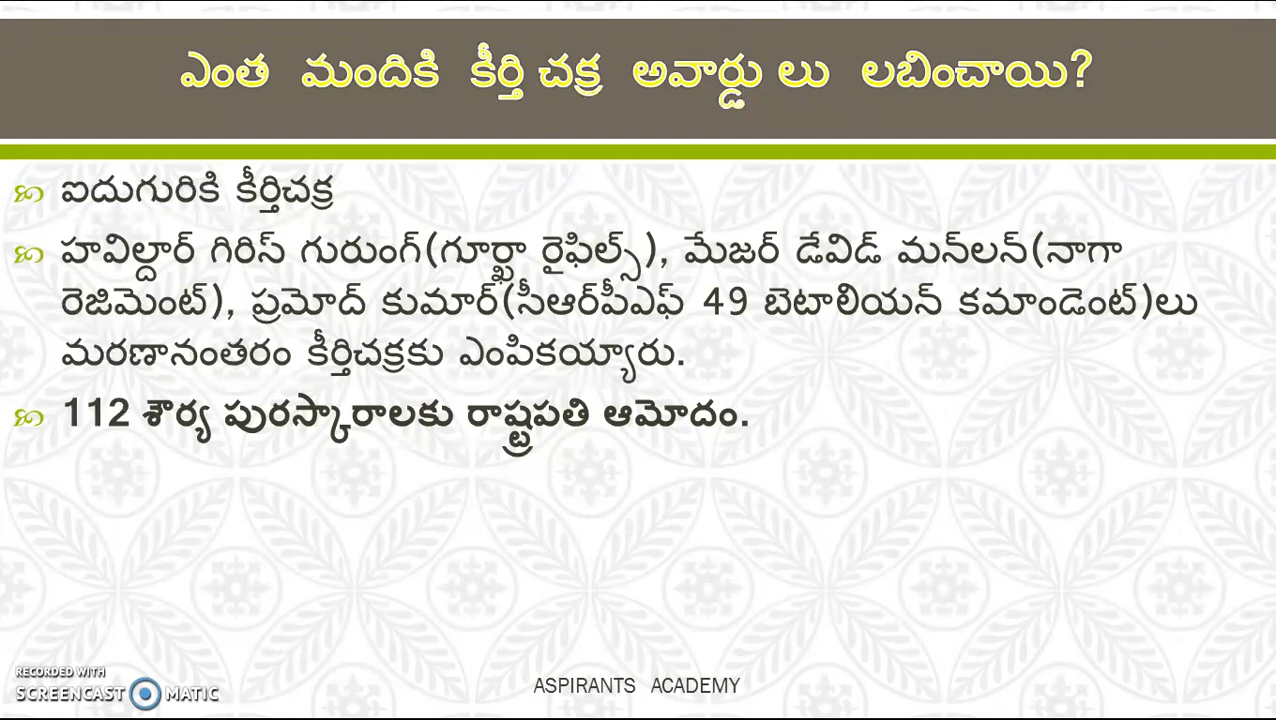 ఎంత మందికి కీర్తి చక్ర అవార్డు లు లబించాయి?
ఐదుగురికి కీర్తిచక్ర
హవిల్దార్ గిరిస్ గురుంగ్(గూర్ఖా రైఫిల్స్), మేజర్ డేవిడ్ మన్‌లన్(నాగా
రెజిమెంట్), ప్రమోద్ కుమార్(సీఆర్‌పీఎఫ్ 49 బెటాలియన్ కమాండెంట్)లు
మరణానంతరం కీర్తిచక్రకు ఎంపికయ్యారు.
112 శౌర్య పురస్కారాలకు రాష్ట్రపతి ఆమోదం.
RECORDED WITH
SCREENCAST MATIC
ASPIRANTS ACADEMY